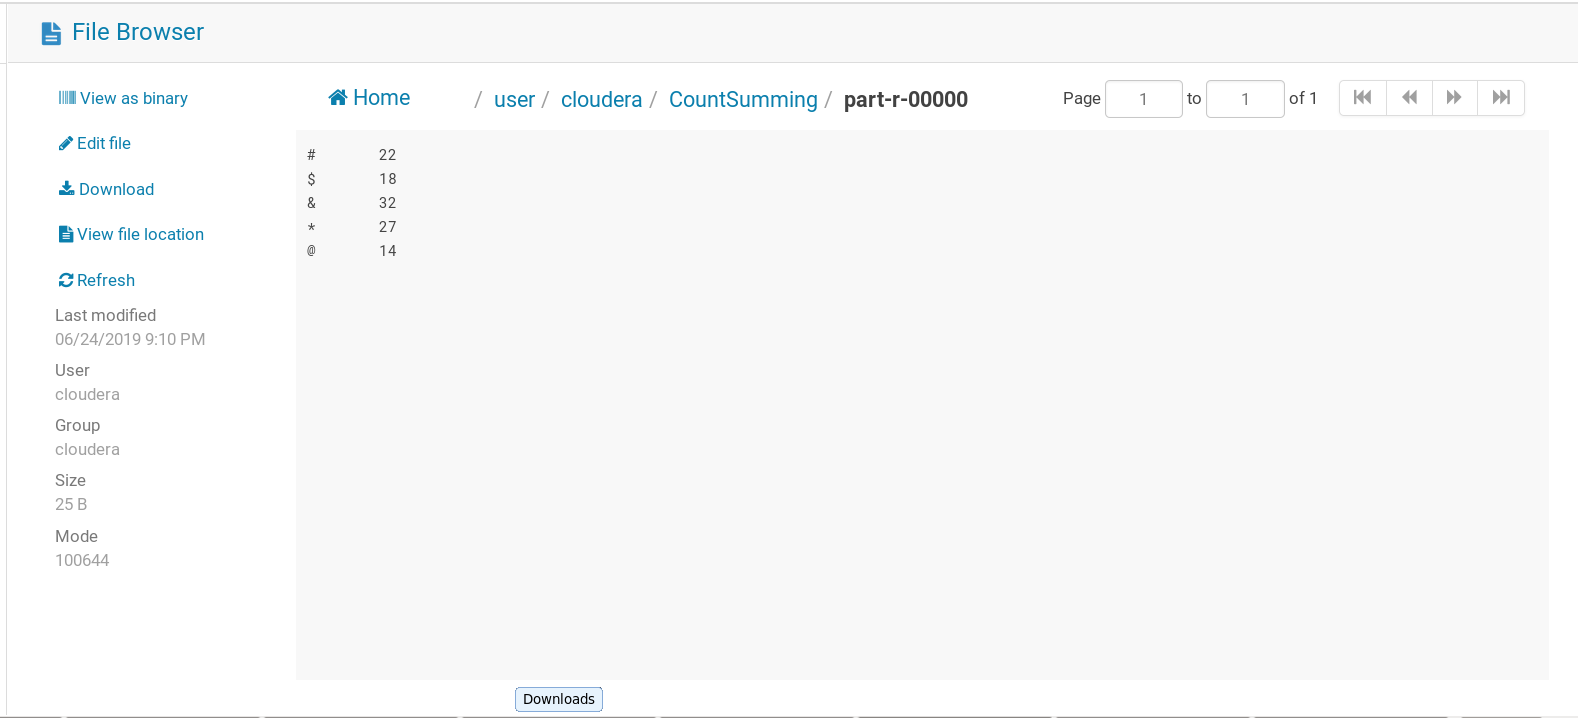 File Browser
View as binary
Edit file
Download
View file location
Refresh
Last modified
06/24/2019 9:10 PM
User
cloudera
Group
cloudera
Size
25 B
Mode
100644
Home / user / cloudera / CountSumming / part-r-00000
Page 1 to 1 of 1
# 22
$ 18
& 32
* 27
@ 14
Downloads